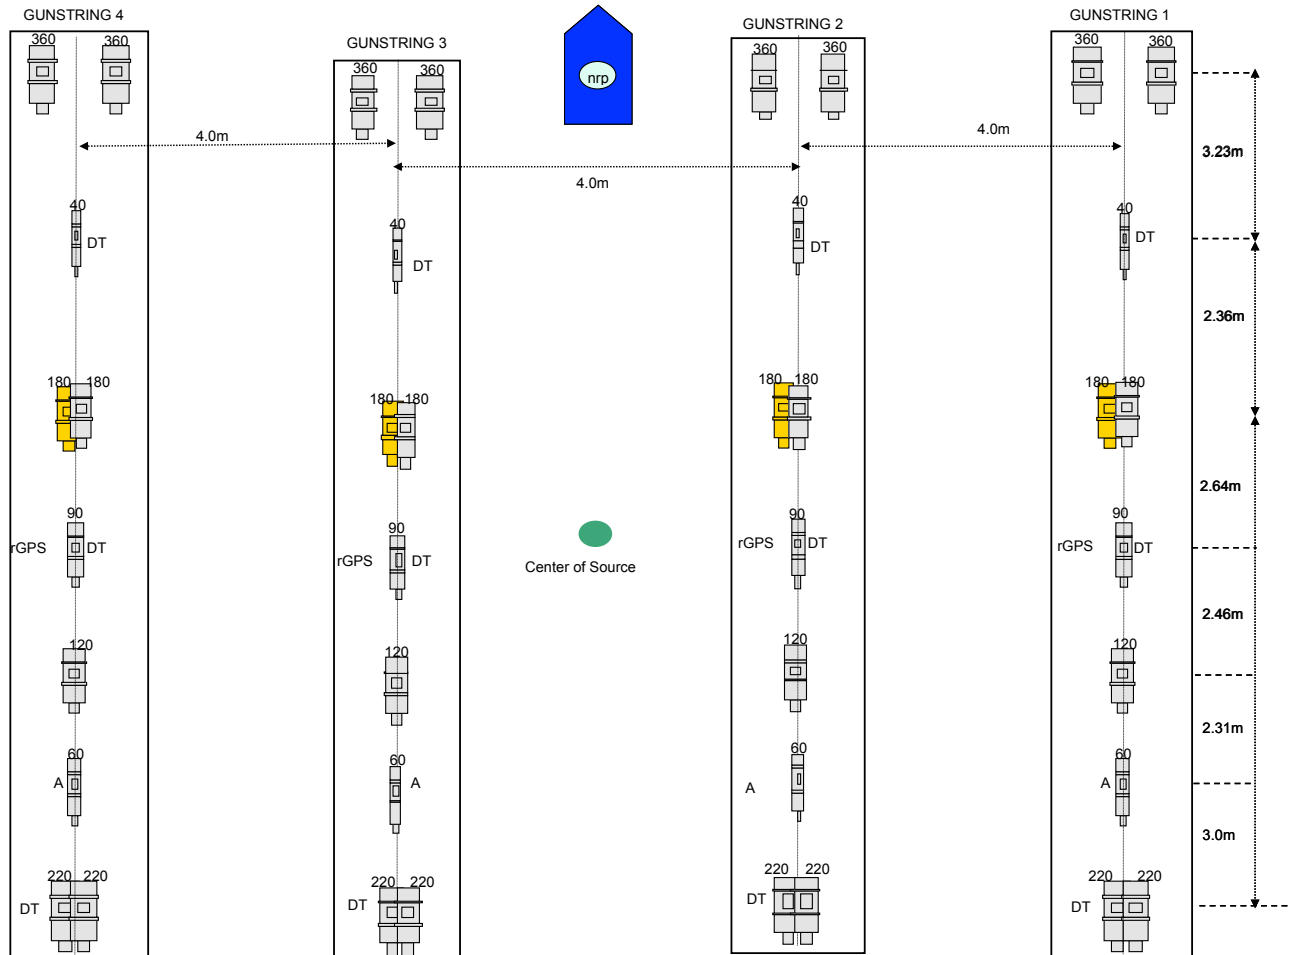 GUNSTRING 4
GUNSTRING 3
GUNSTRING 2
GUNSTRING 1
360 360
360 360
360 360
360 360
nrp
4.0m
4.0m
4.0m
3.23m
40
DT
40
DT
40
DT
40
DT
2.36m
180 180
180 180
180 180
180 180
2.64m
90
rGPS DT
90
rGPS DT
90
rGPS DT
90
rGPS DT
Center of Source
2.46m
120
120
120
120
2.31m
60
A
60
A
60
A
60
A
3.0m
220 220
DT
220 220
DT
220 220
DT
220 220
DT